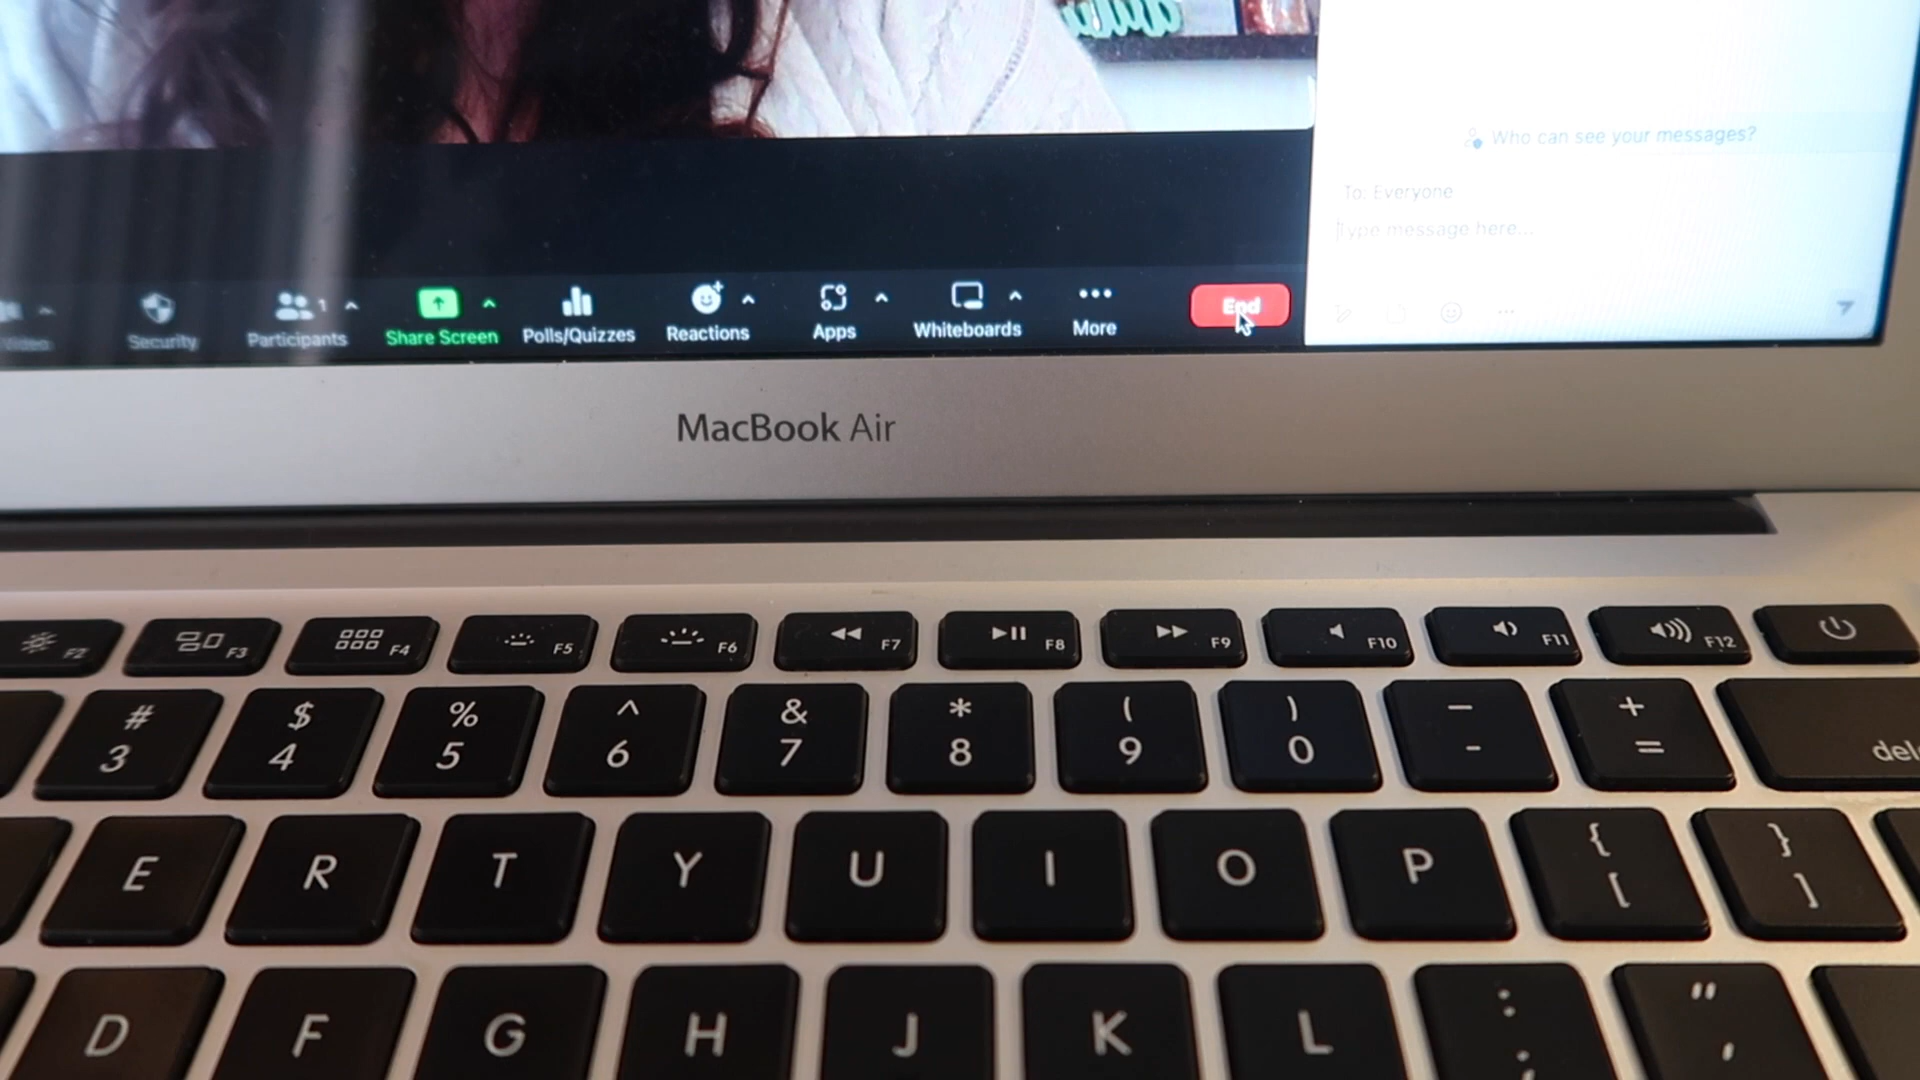 Who can see your messages?
To: Everyone
Type message here...
Video
Security
Participants 1
Share Screen
Polls/Quizzes
Reactions
Apps
Whiteboards
More
End
MacBook Air
F2 F3 F4 F5 F6 F7 F8 F9 F10 F11 F12
# $ % ^ & * ( ) — +
3 4 5 6 7 8 9 0 - =
E R T Y U I O P { }
[ ]
D F G H J K L : "
; '